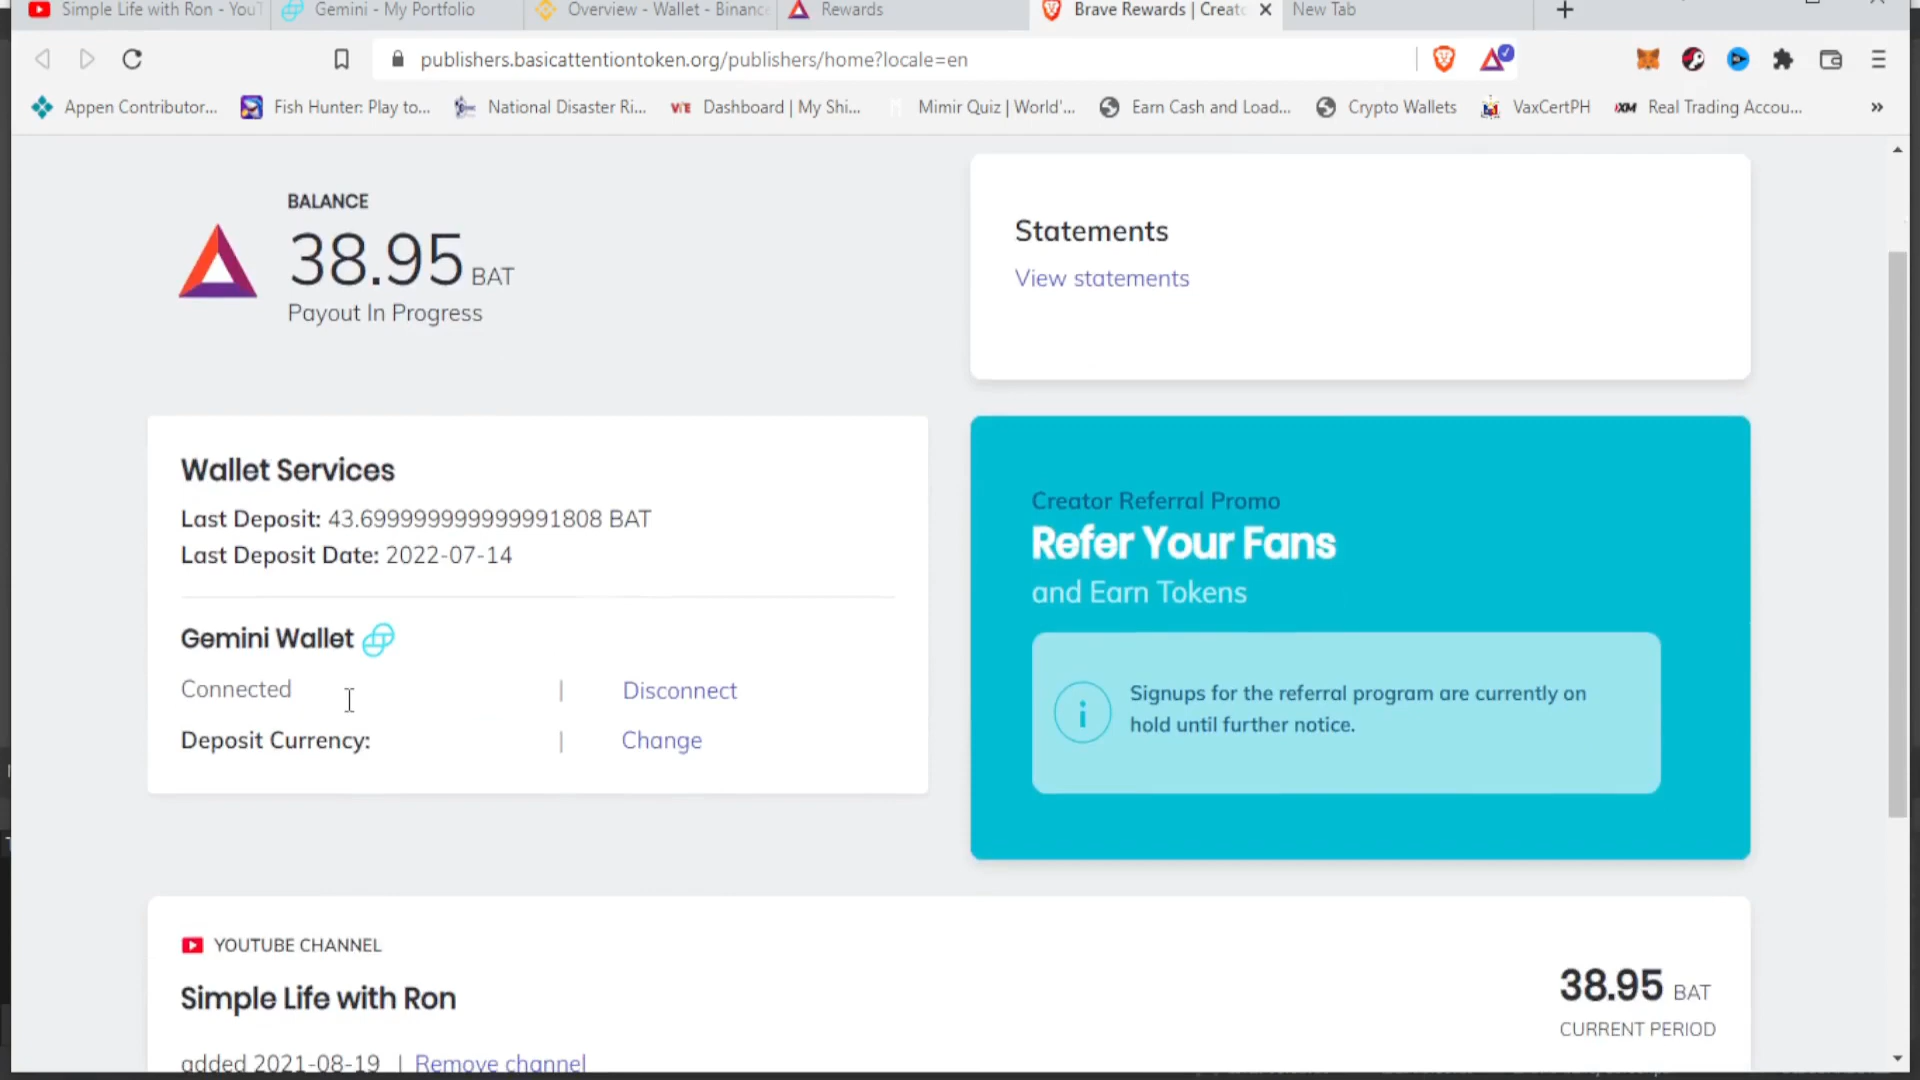 Simple Life with Ron - YouT
Gemini - My Portfolio
Overview - Wallet - Binance
Rewards
Brave Rewards | Creato
New Tab
publishers.basicattentiontoken.org/publishers/home?locale=en
Appen Contributor...
Fish Hunter: Play to...
National Disaster Ri...
Dashboard | My Shi...
Mimir Quiz | World'...
Earn Cash and Load...
Crypto Wallets
VaxCertPH
Real Trading Accou...
BALANCE
38.95 BAT
Payout In Progress
Statements
View statements
Wallet Services
Last Deposit: 43.699999999999991808 BAT
Last Deposit Date: 2022-07-14
Gemini Wallet
Connected | Disconnect
Deposit Currency: | Change
Creator Referral Promo
Refer Your Fans
and Earn Tokens
Signups for the referral program are currently on
hold until further notice.
YOUTUBE CHANNEL
Simple Life with Ron
38.95 BAT
CURRENT PERIOD
added 2021-08-19 | Remove channel